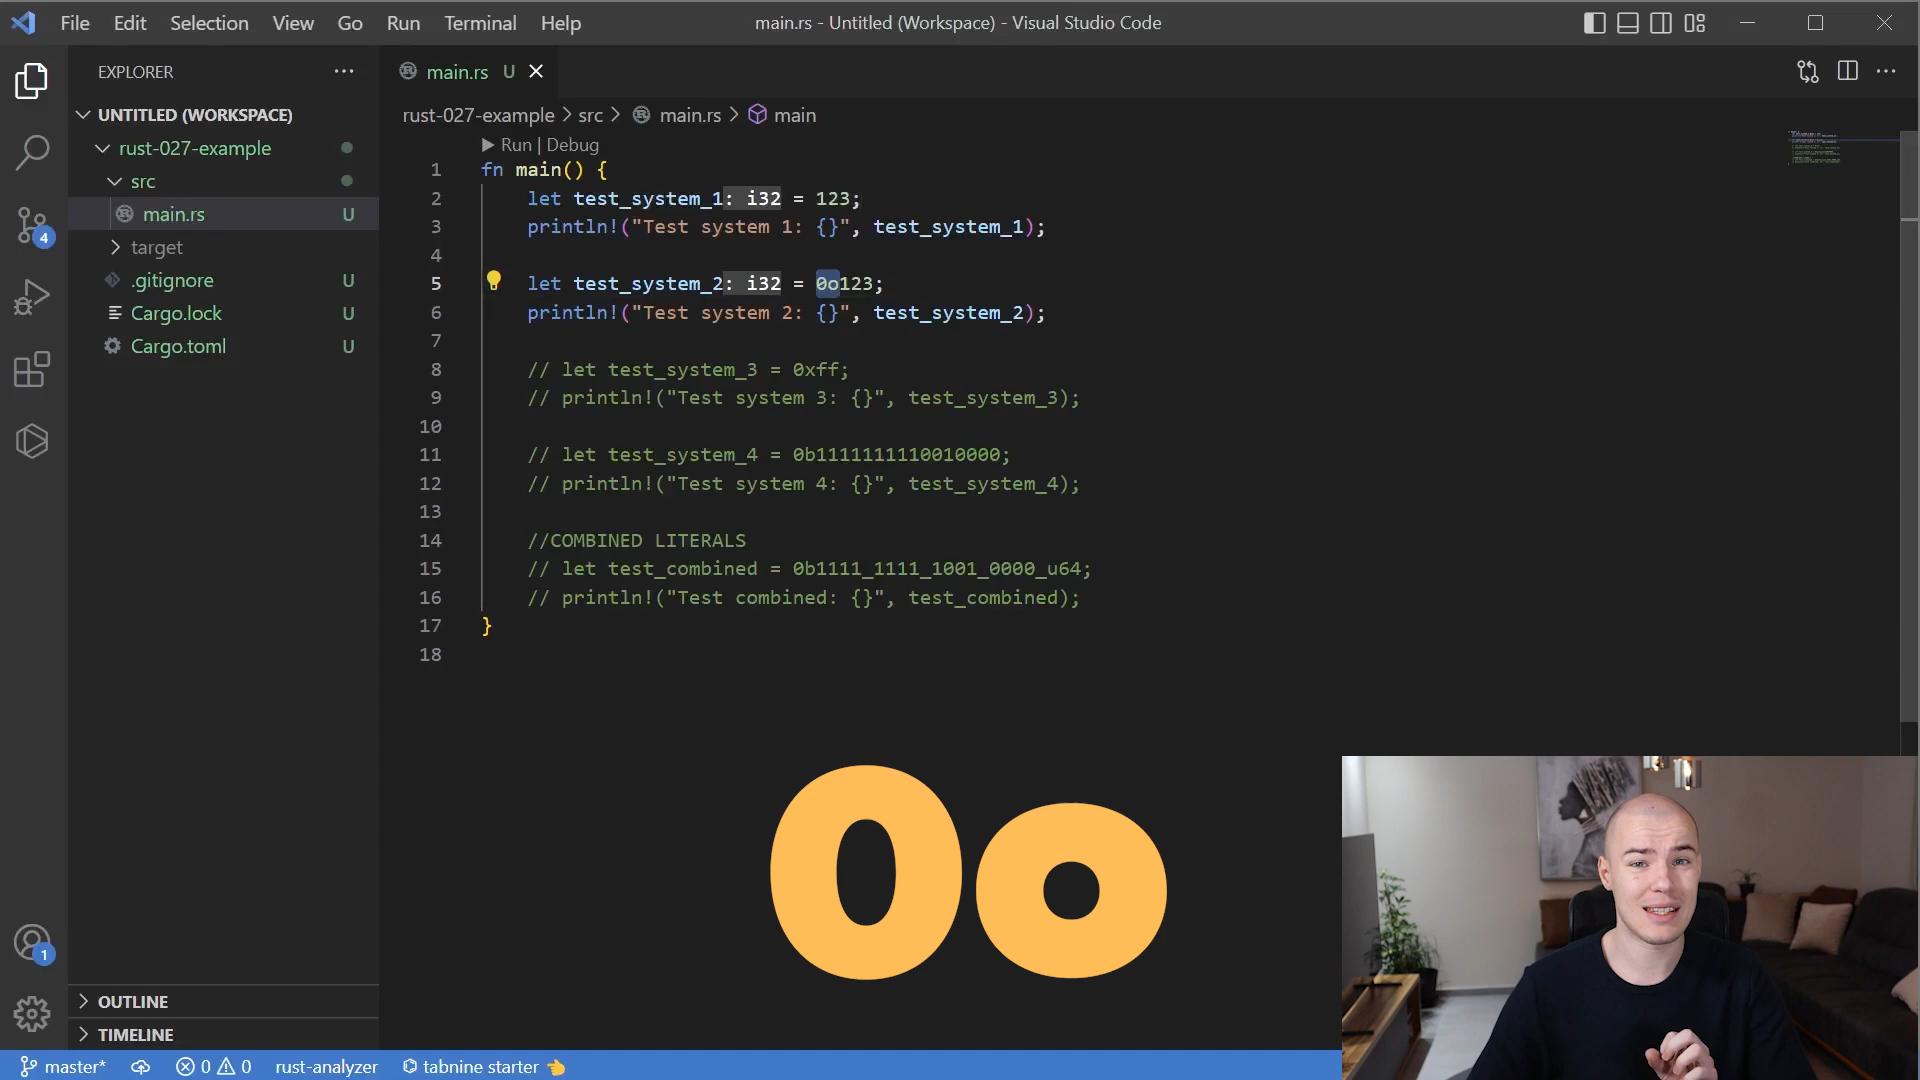 File Edit Selection View Go Run Terminal Help
main.rs - Untitled (Workspace) - Visual Studio Code
EXPLORER
UNTITLED (WORKSPACE)
rust-027-example
src
main.rs U
target
.gitignore U
Cargo.lock U
Cargo.toml U
4
1
OUTLINE
TIMELINE
main.rs U
rust-027-example > src > main.rs > main
Run | Debug
1 fn main() {
2 let test_system_1: i32 = 123;
3 println!("Test system 1: {}", test_system_1);
4
5 let test_system_2: i32 = 0o123;
6 println!("Test system 2: {}", test_system_2);
7
8 // let test_system_3 = 0xff;
9 // println!("Test system 3: {}", test_system_3);
10
11 // let test_system_4 = 0b1111111110010000;
12 // println!("Test system 4: {}", test_system_4);
13
14 //COMBINED LITERALS
15 // let test_combined = 0b1111_1111_1001_0000_u64;
16 // println!("Test combined: {}", test_combined);
17 }
18
0o
master* 0 0 rust-analyzer tabnine starter